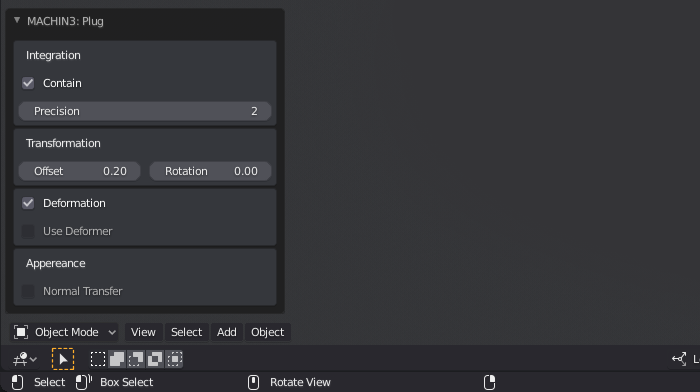 MACHIN3: Plug
Integration
Contain
Precision 2
Transformation
Offset 0.20 Rotation 0.00
Deformation
Use Deformer
Appereance
Normal Transfer
Object Mode View Select Add Object
Select Box Select Rotate View